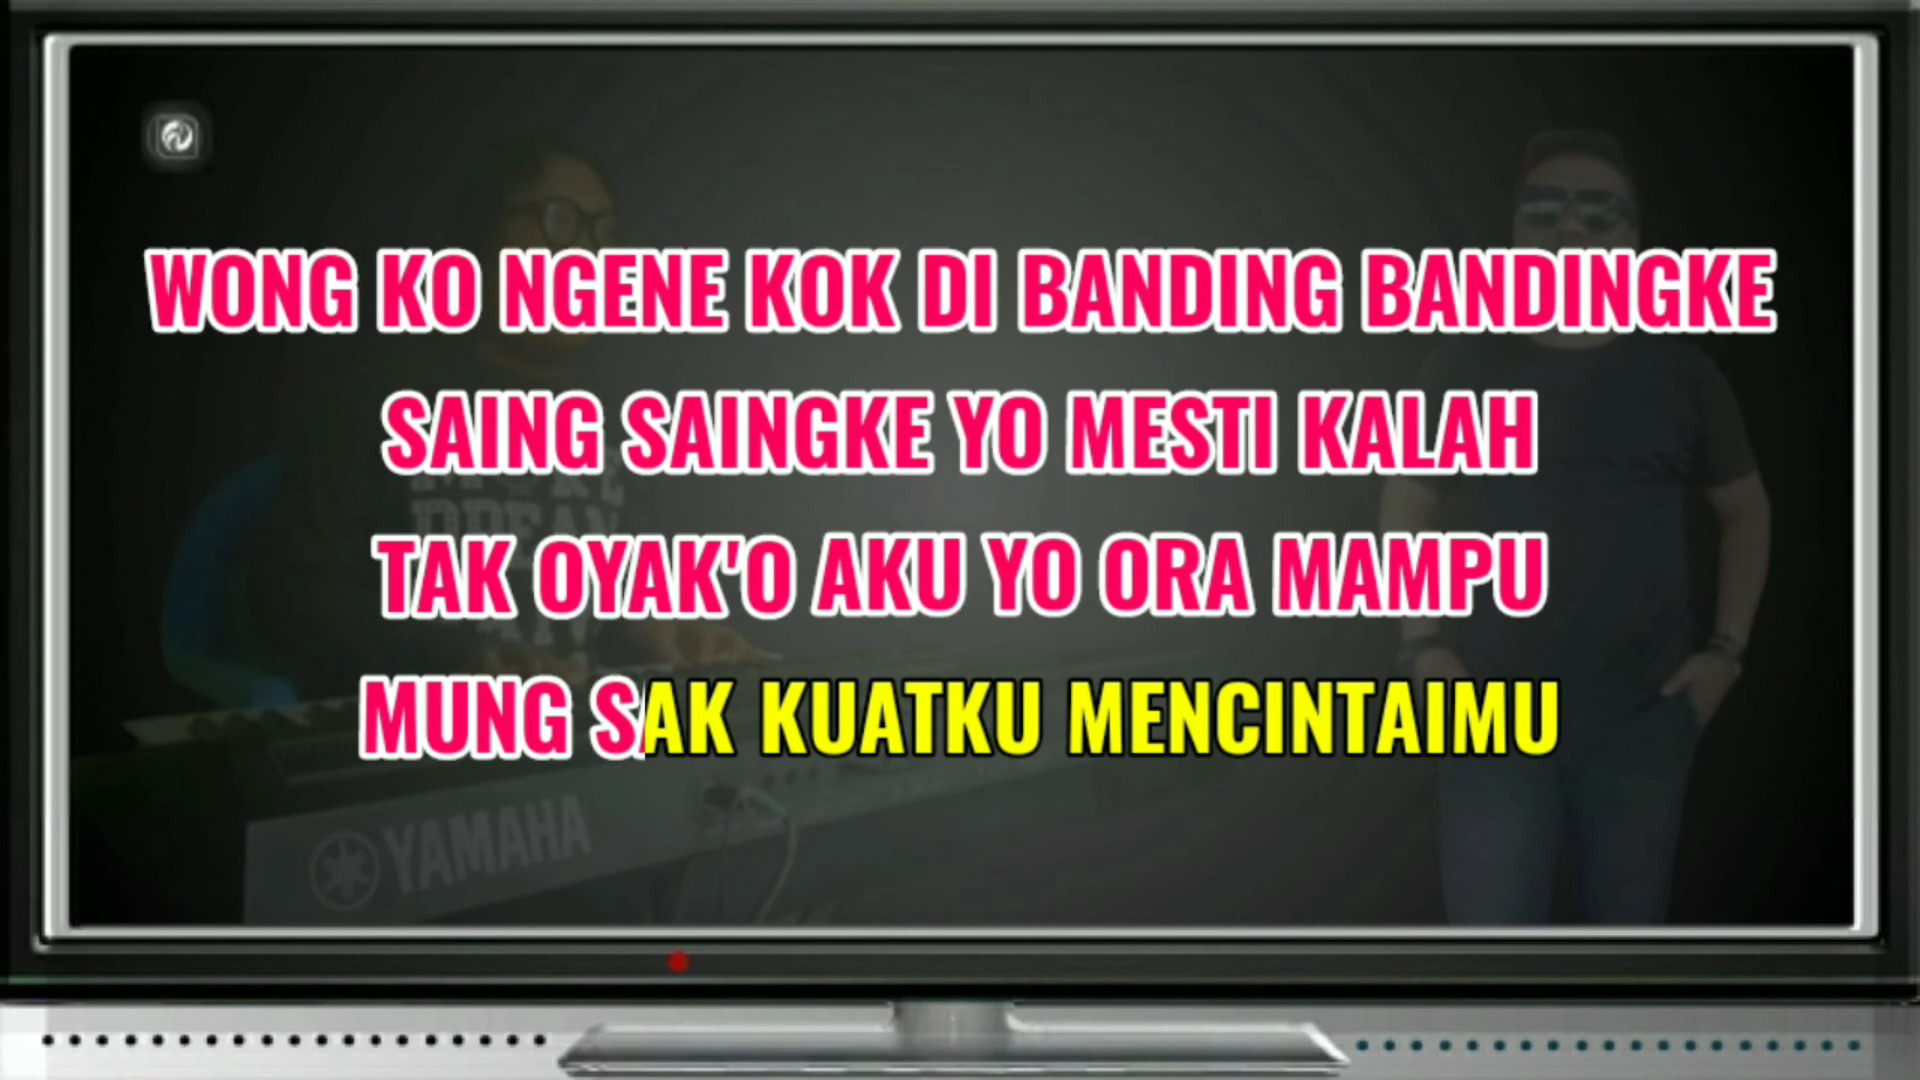 WONG KO NGENE KOK DI BANDING BANDINGKE
SAING SAINGKE YO MESTI KALAH
TAK OYAK'O AKU YO ORA MAMPU
MUNG SAK KUATKU MENCINTAIMU
YAMAHA